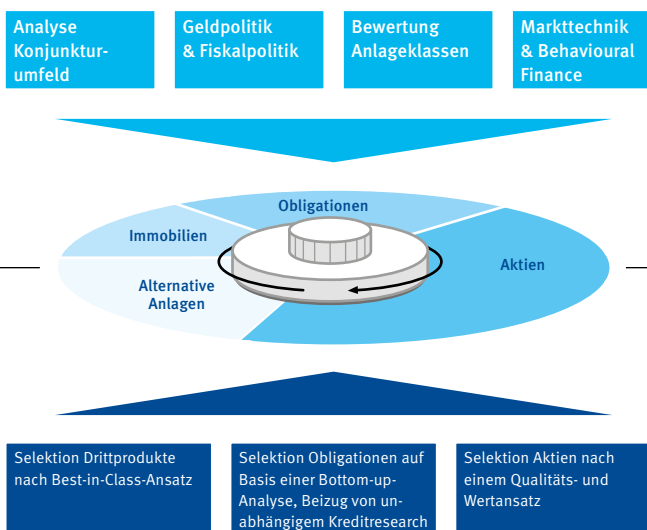 Analyse
Konjunktur-
umfeld
Geldpolitik
& Fiskalpolitik
Bewertung
Anlageklassen
Markttechnik
& Behavioural
Finance
Obligationen
Immobilien
Aktien
Alternative
Anlagen
Selektion Drittprodukte
nach Best-in-Class-Ansatz
Selektion Obligationen auf
Basis einer Bottom-up-
Analyse, Beizug von un-
abhängigem Kreditresearch
Selektion Aktien nach
einem Qualitäts- und
Wertansatz